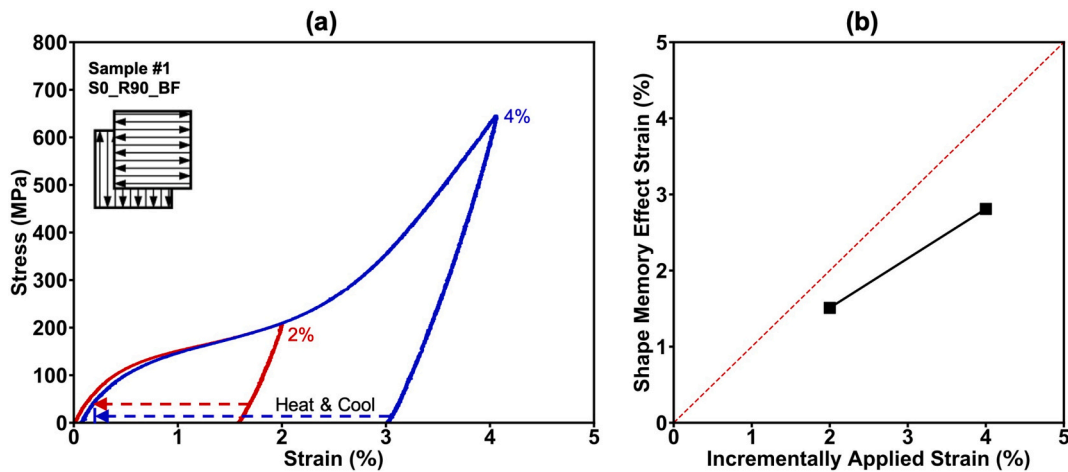 (a)
800
700
600
500
400
300
200
100
0
Stress (MPa)
Sample #1
S0_R90_BF
4%
2%
Heat & Cool
0 1 2 3 4 5
Strain (%)
(b)
5
4
3
2
1
0
Shape Memory Effect Strain (%)
0 1 2 3 4 5
Incrementally Applied Strain (%)